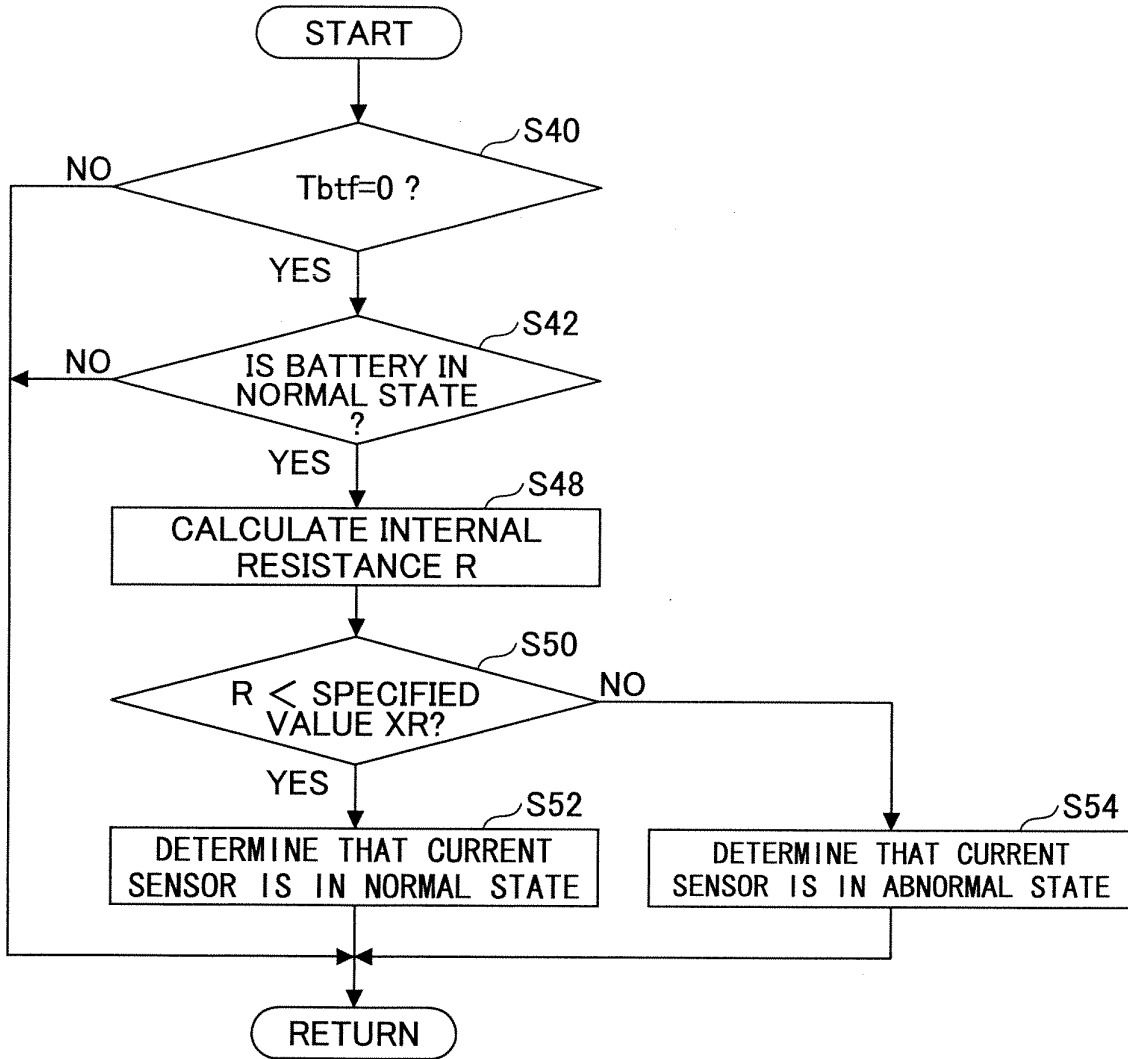 START
S40
NO
Tbtf=0 ?
YES
S42
NO
IS BATTERY IN
NORMAL STATE
?
YES
S48
CALCULATE INTERNAL
RESISTANCE R
S50
R < SPECIFIED
VALUE XR?
NO
YES
S52
DETERMINE THAT CURRENT
SENSOR IS IN NORMAL STATE
S54
DETERMINE THAT CURRENT
SENSOR IS IN ABNORMAL STATE
RETURN